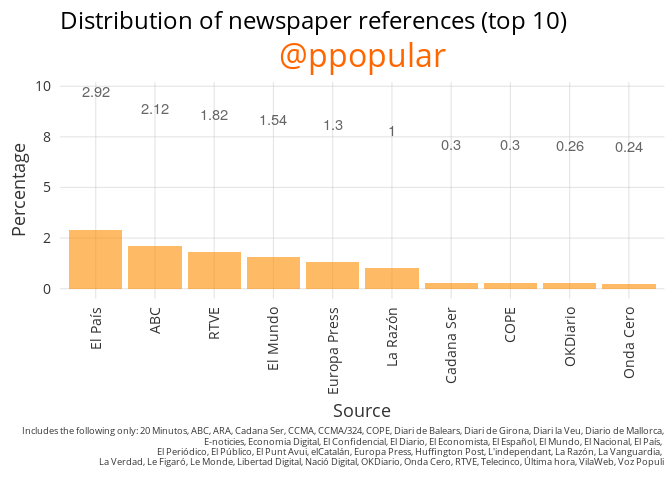 Distribution of newspaper references (top 10)
@ppopular
Percentage
10
8
5
2
0
2.92
2.12
1.82
1.54
1.3
1
0.3
0.3
0.26
0.24
El País
ABC
RTVE
El Mundo
Europa Press
La Razón
Cadana Ser
COPE
OKDiario
Onda Cero
Source
Includes the following only: 20 Minutos, ABC, ARA, Cadana Ser, CCMA, CCMA/324, COPE, Diari de Balears, Diari de Girona, Diari la Veu, Diario de Mallorca,
E-noticies, Economia Digital, El Confidencial, El Diario, El Economista, El Español, El Mundo, El Nacional, El País,
El Periódico, El Público, El Punt Avui, elCatalán, Europa Press, Huffington Post, L'independant, La Razón, La Vanguardia,
La Verdad, Le Figaró, Le Monde, Libertad Digital, Nació Digital, OKDiario, Onda Cero, RTVE, Telecinco, Última hora, VilaWeb, Voz Populi